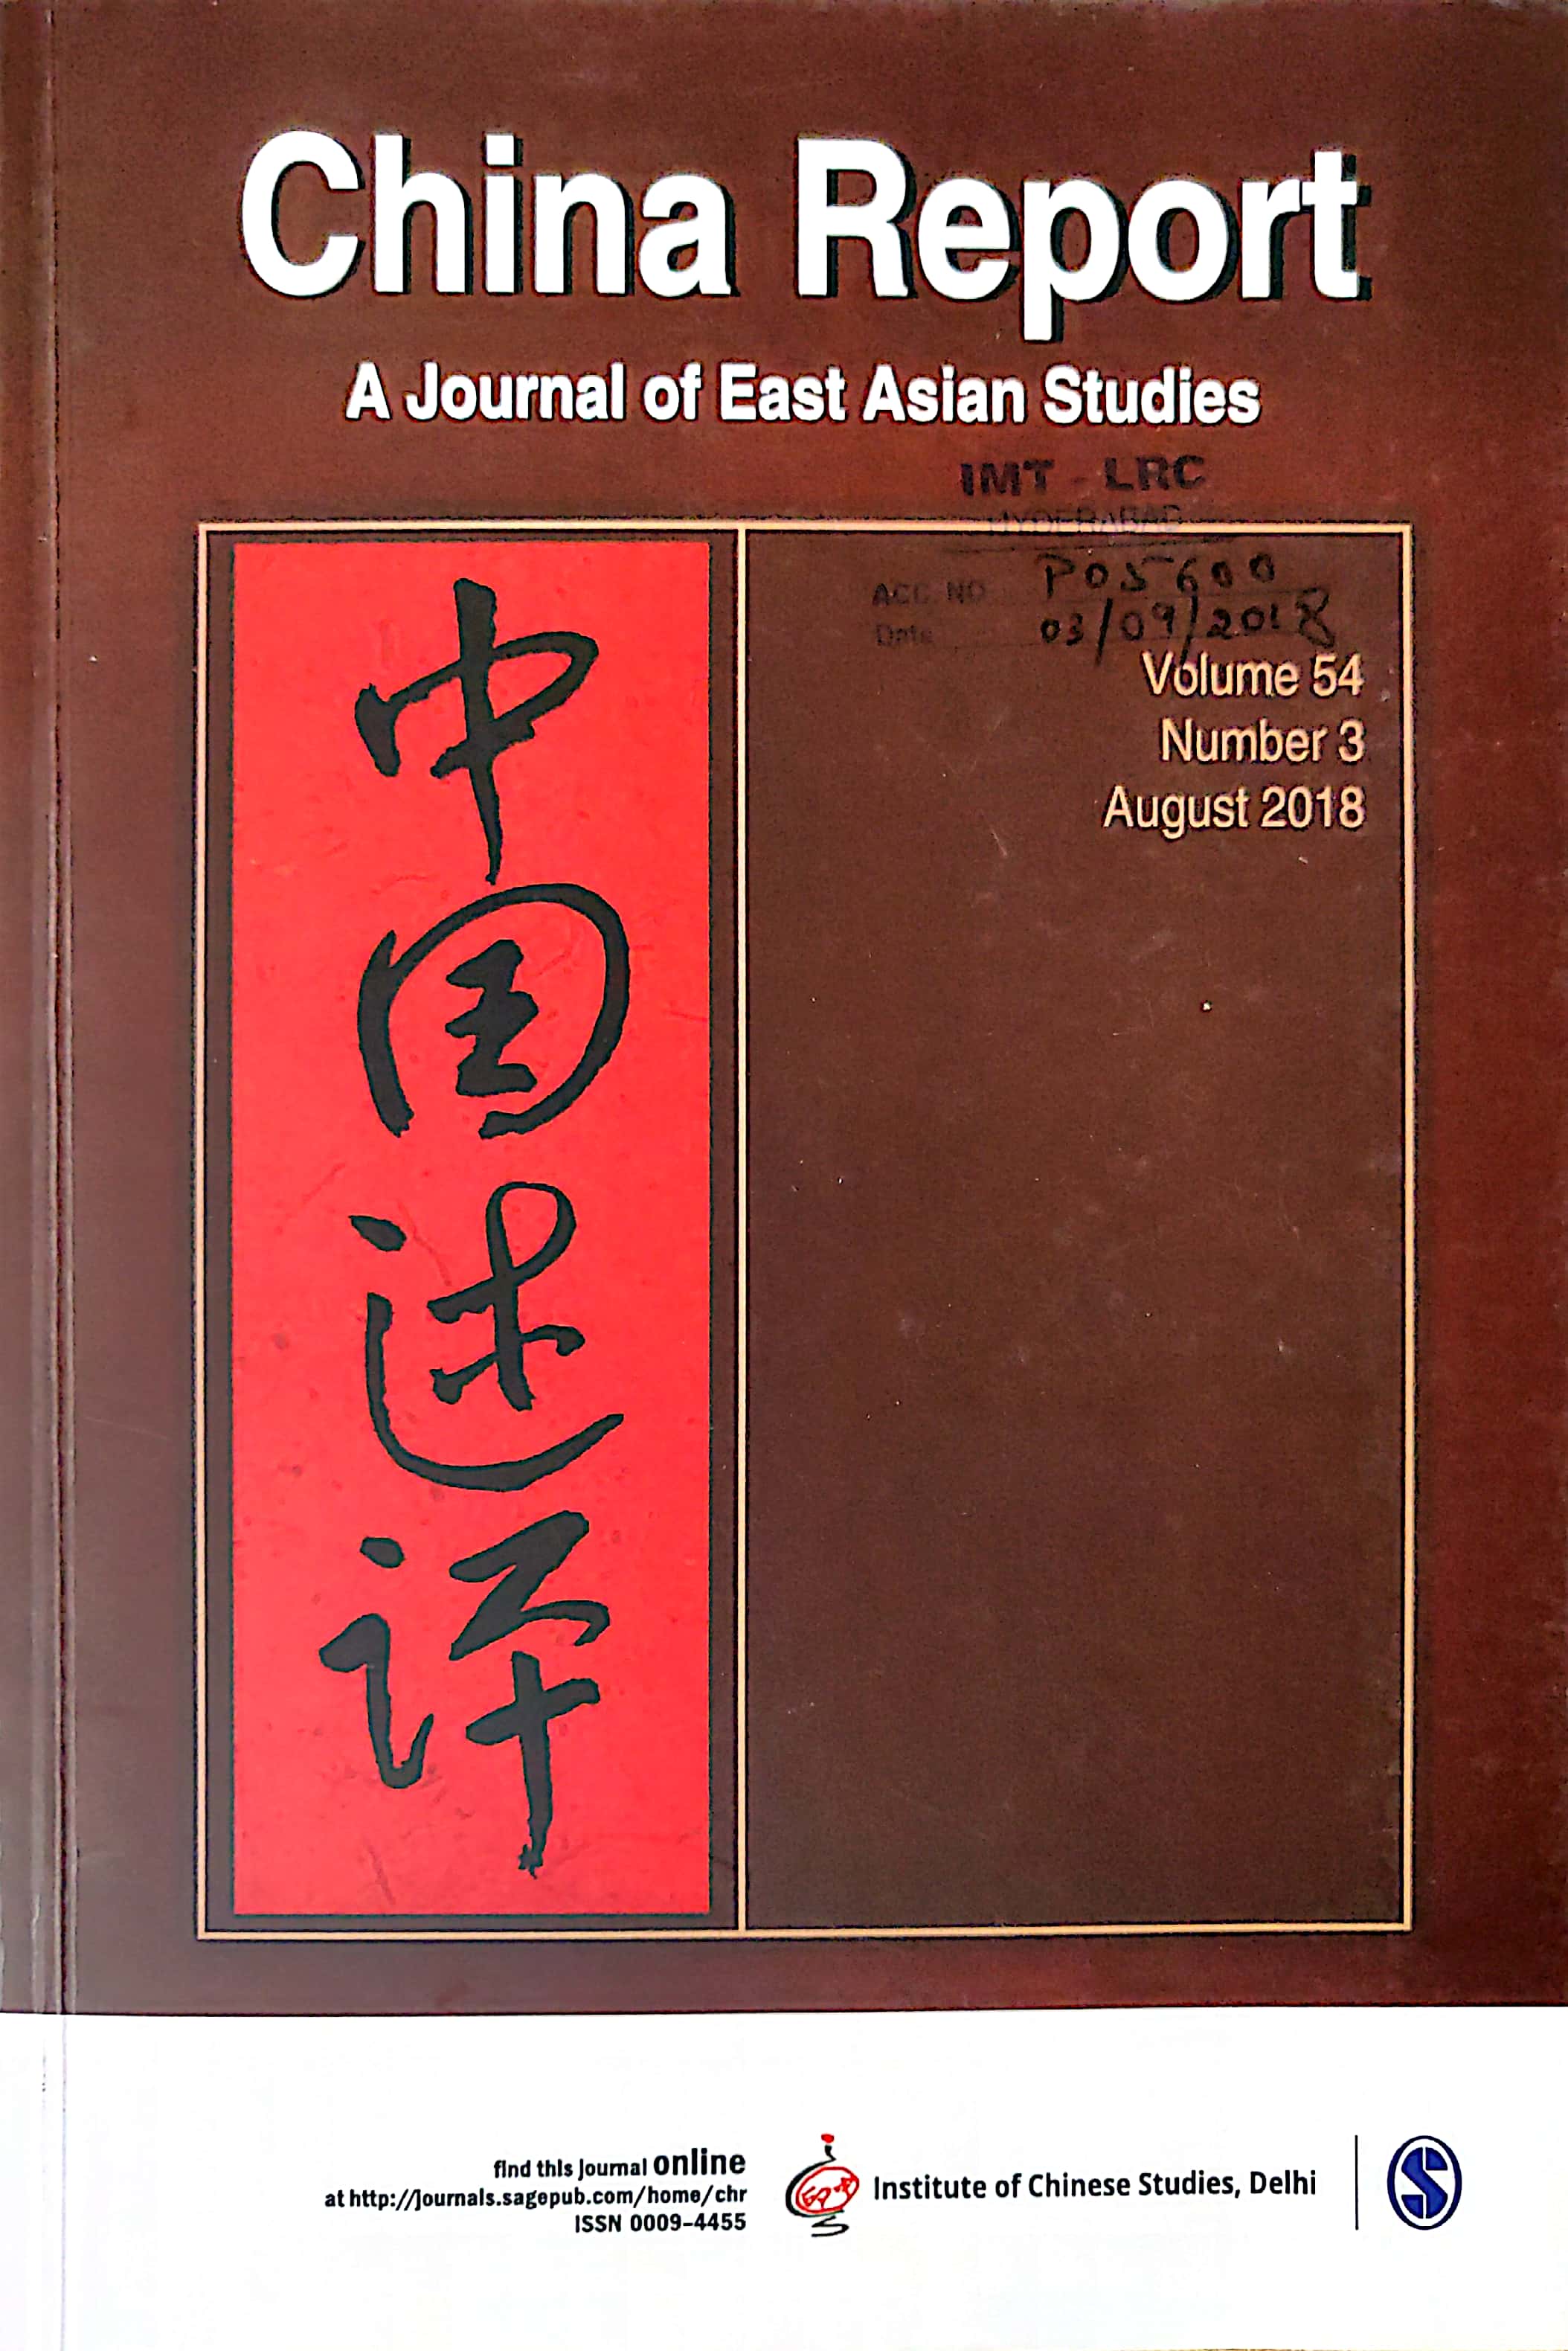 China Report
A Journal of East Asian Studies
IMT - LRC
HYDERABAD
ACC. NO. P05600
Date 03/09/2018
Volume 54
Number 3
August 2018
中
国
述
评
find this journal online
at http://journals.sagepub.com/home/chr
ISSN 0009-4455
Institute of Chinese Studies, Delhi
S